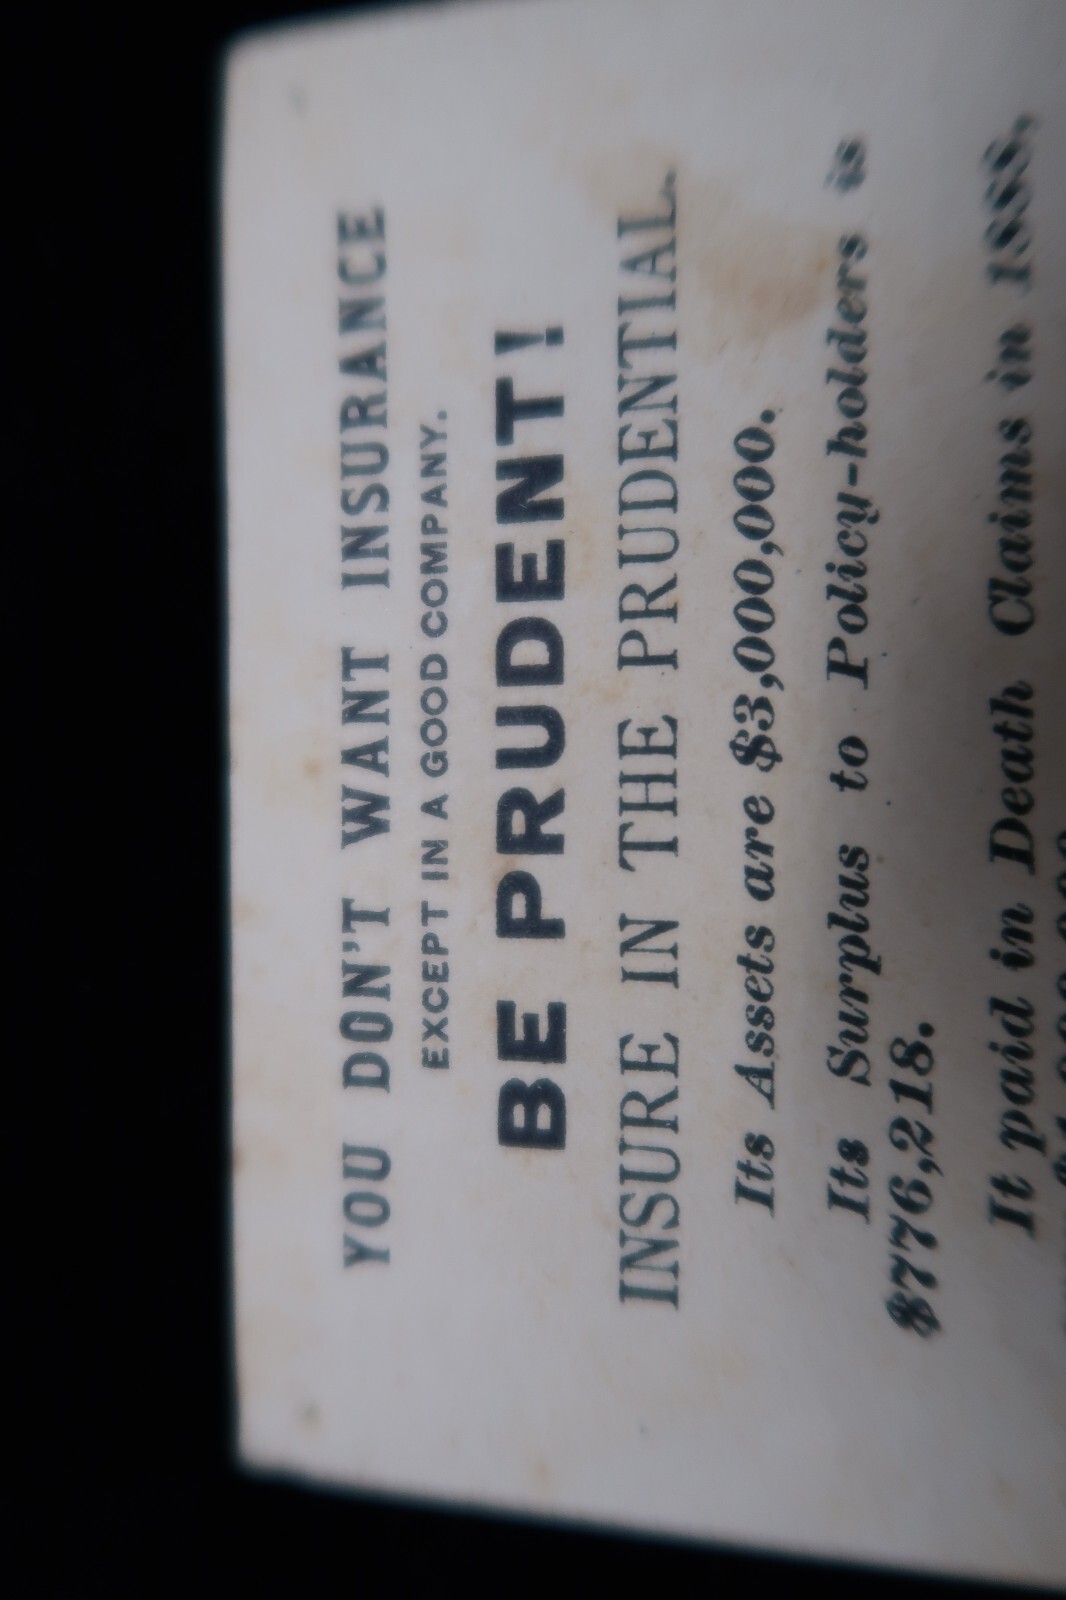 YOU DON'T WANT INSURANCE
EXCEPT IN A GOOD COMPANY.
BE PRUDENT!
INSURE IN THE PRUDENTIAL.
Its Assets are $3,000,000.
Its Surplus to Policy-holders is
$776,218.
It paid in Death Claims in 1888,